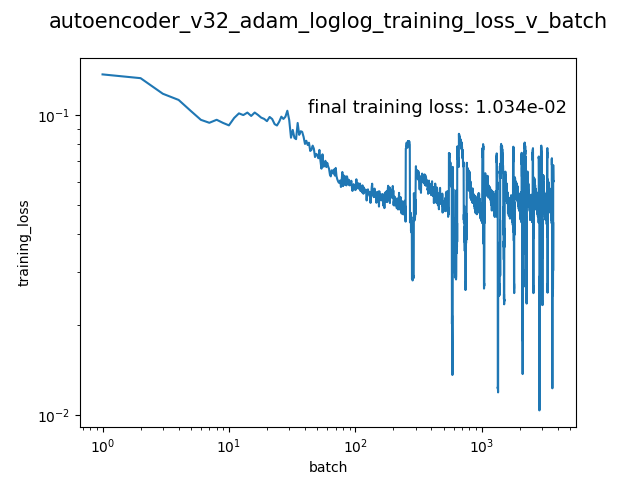 autoencoder_v32_adam_loglog_training_loss_v_batch
final training loss: 1.034e-02
training_loss
10⁻¹
10⁻²
10⁰ 10¹ 10² 10³
batch